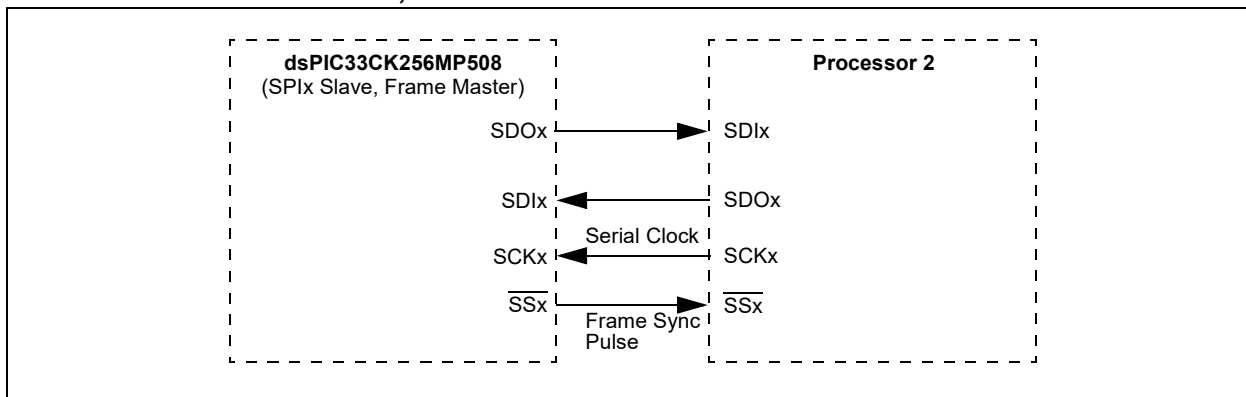 dsPIC33CK256MP508
(SPIx Slave, Frame Master)
Processor 2
SDOx
SDIx
SDIx
SDOx
Serial Clock
SCKx
SCKx
SSx
SSx
Frame Sync
Pulse